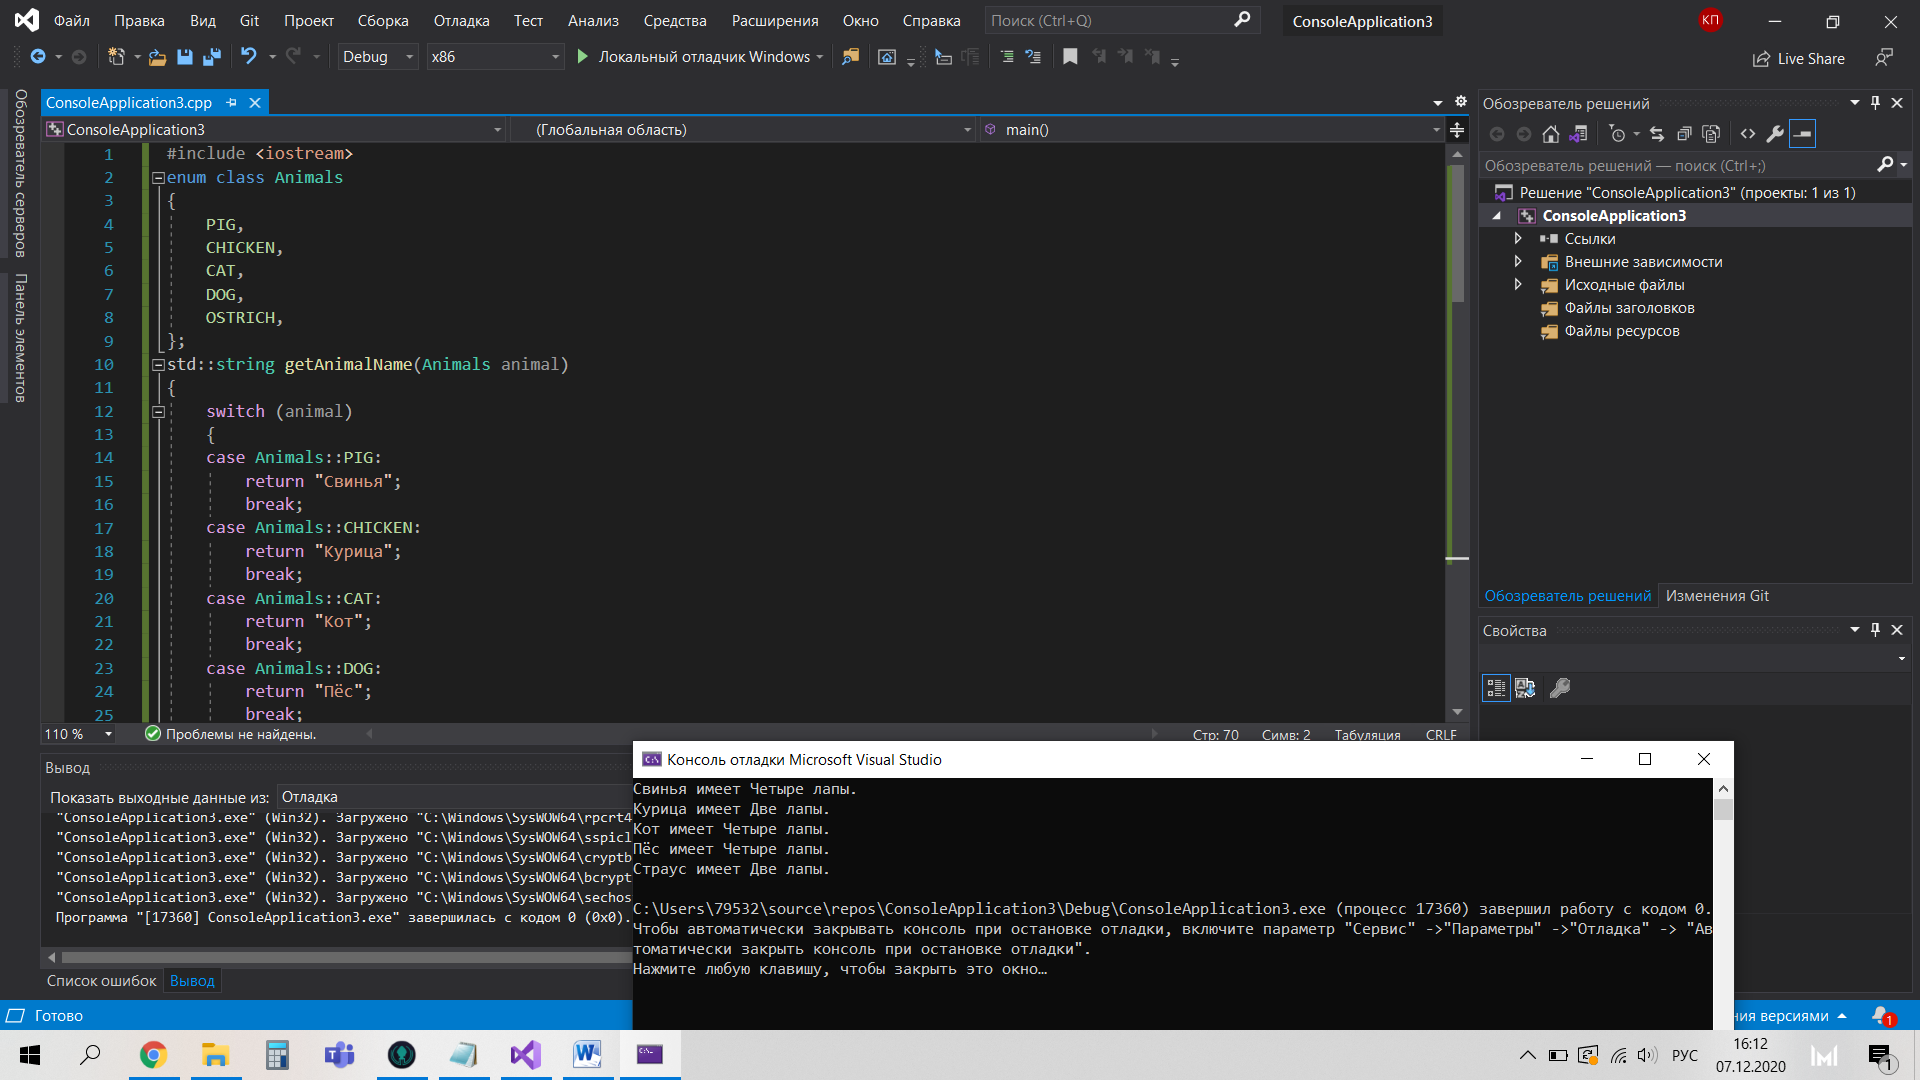 Файл Правка Вид Git Проект Сборка Отладка Тест Анализ Средства Расширения Окно Справка Поиск (Ctrl+Q) ConsoleApplication3 КП
Debug x86 Локальный отладчик Windows Live Share
Обозреватель серверов
Панель элементов
ConsoleApplication3.cpp
ConsoleApplication3 (Глобальная область) main()
1 #include <iostream>
2 enum class Animals
3 {
4 PIG,
5 CHICKEN,
6 CAT,
7 DOG,
8 OSTRICH,
9 };
10 std::string getAnimalName(Animals animal)
11 {
12 switch (animal)
13 {
14 case Animals::PIG:
15 return "Свинья";
16 break;
17 case Animals::CHICKEN:
18 return "Курица";
19 break;
20 case Animals::CAT:
21 return "Кот";
22 break;
23 case Animals::DOG:
24 return "Пёс";
25 break;
110 % Проблемы не найдены. Стр: 70 Симв: 2 Табуляция CRLF
Обозреватель решений
Обозреватель решений — поиск (Ctrl+;)
Решение "ConsoleApplication3" (проекты: 1 из 1)
ConsoleApplication3
Ссылки
Внешние зависимости
Исходные файлы
Файлы заголовков
Файлы ресурсов
Обозреватель решений Изменения Git
Свойства
Вывод
Показать выходные данные из: Отладка
"ConsoleApplication3.exe" (Win32). Загружено "C:\Windows\SysWOW64\rpcrt4
"ConsoleApplication3.exe" (Win32). Загружено "C:\Windows\SysWOW64\sspicl
"ConsoleApplication3.exe" (Win32). Загружено "C:\Windows\SysWOW64\cryptb
"ConsoleApplication3.exe" (Win32). Загружено "C:\Windows\SysWOW64\bcrypt
"ConsoleApplication3.exe" (Win32). Загружено "C:\Windows\SysWOW64\sechos
Программа "[17360] ConsoleApplication3.exe" завершилась с кодом 0 (0x0).
Список ошибок Вывод
Консоль отладки Microsoft Visual Studio
Свинья имеет Четыре лапы.
Курица имеет Две лапы.
Кот имеет Четыре лапы.
Пёс имеет Четыре лапы.
Страус имеет Две лапы.
C:\Users\79532\source\repos\ConsoleApplication3\Debug\ConsoleApplication3.exe (процесс 17360) завершил работу с кодом 0.
Чтобы автоматически закрывать консоль при остановке отладки, включите параметр "Сервис" ->"Параметры" ->"Отладка" -> "Ав
томатически закрыть консоль при остановке отладки".
Нажмите любую клавишу, чтобы закрыть это окно…
Готово ния версиями 1
РУС 16:12
07.12.2020 1